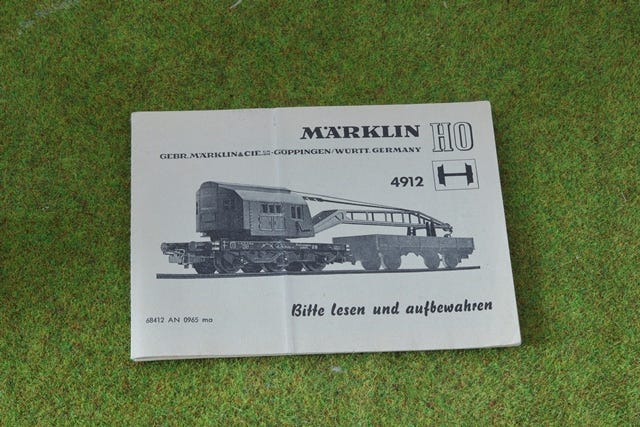 MÄRKLIN HO
GEBR. MÄRKLIN & CIE. GÖPPINGEN/WÜRTT. GERMANY
4912
Bitte lesen und aufbewahren
68412 AN 0965 ma